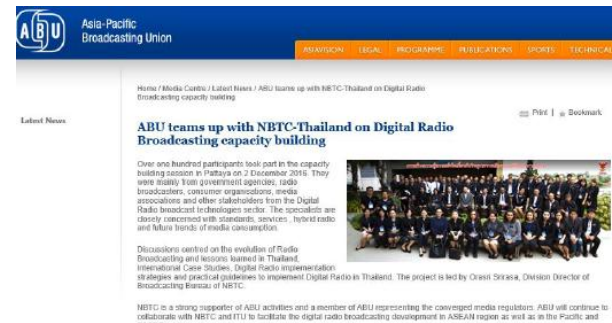 ABU
Asia-Pacific
Broadcasting Union
ASIAVISION LEGAL PROGRAMME PUBLICATIONS SPORTS TECHNICAL
Home / Media Centre / Latest News / ABU teams up with NBTC-Thailand on Digital Radio
Broadcasting capacity building
Print | Bookmark
Latest News
ABU teams up with NBTC-Thailand on Digital Radio
Broadcasting capacity building
Over one hundred participants took part in the capacity
building session in Pattaya on 2 December 2016. They
were mainly from government agencies, radio
broadcasters, consumer organisations, media
associations and other stakeholders from the Digital
Radio broadcast technologies sector. The specialists are
closely concerned with standards, services , hybrid radio
and future trends of media consumption.
Discussions centred on the evolution of Radio
Broadcasting and lessons learned in Thailand,
International Case Studies, Digital Radio implementation
strategies and practical guidelines to implement Digital Radio in Thailand. The project is led by Orasri Srirasa, Division Director of
Broadcasting Bureau of NBTC.
NBTC is a strong supporter of ABU activities and a member of ABU representing the converged media regulators. ABU will continue to
collaborate with NBTC and ITU to facilitate the digital radio broadcasting development in ASEAN region as well as in the Pacific and